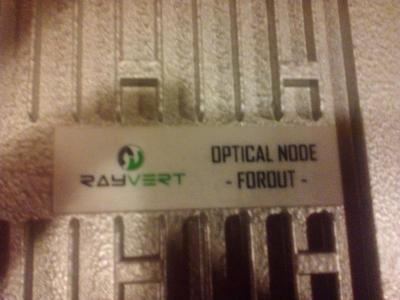 RAYVERT
OPTICAL NODE
- FOROUT -